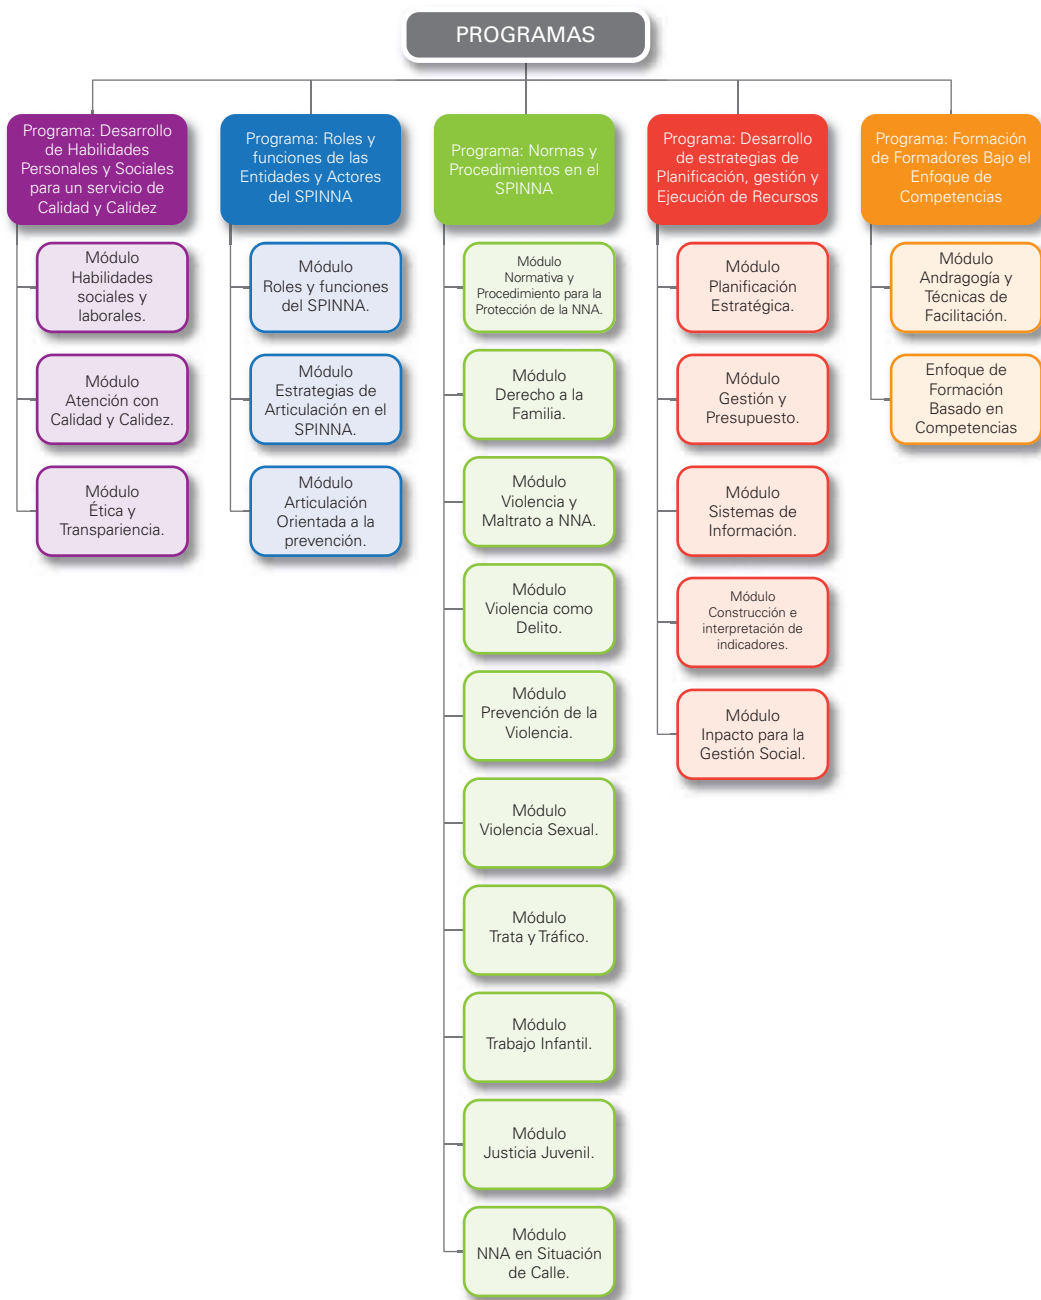 PROGRAMAS
Programa: Desarrollo
de Habilidades
Personales y Sociales
para un servicio de
Calidad y Calidez
Módulo
Habilidades
sociales y
laborales.
Módulo
Atención con
Calidad y Calidez.
Módulo
Ética y
Transparencia.
Programa: Roles y
funciones de las
Entidades y Actores
del SPINNA
Módulo
Roles y funciones
del SPINNA.
Módulo
Estrategias de
Articulación en el
SPINNA.
Módulo
Articulación
Orientada a la
prevención.
Programa: Normas y
Procedimientos en el
SPINNA
Módulo
Normativa y
Procedimiento para la
Protección de la NNA.
Módulo
Derecho a la
Familia.
Módulo
Violencia y
Maltrato a NNA.
Módulo
Violencia como
Delito.
Módulo
Prevención de la
Violencia.
Módulo
Violencia Sexual.
Módulo
Trata y Tráfico.
Módulo
Trabajo Infantil.
Módulo
Justicia Juvenil.
Módulo
NNA en Situación
de Calle.
Programa: Desarrollo
de estrategias de
Planificación, gestión y
Ejecución de Recursos
Módulo
Planificación
Estratégica.
Módulo
Gestión y
Presupuesto.
Módulo
Sistemas de
Información.
Módulo
Construcción e
interpretación de
indicadores.
Módulo
Inpacto para la
Gestión Social.
Programa: Formación
de Formadores Bajo el
Enfoque de
Competencias
Módulo
Andragogía y
Técnicas de
Facilitación.
Enfoque de
Formación
Basado en
Competencias